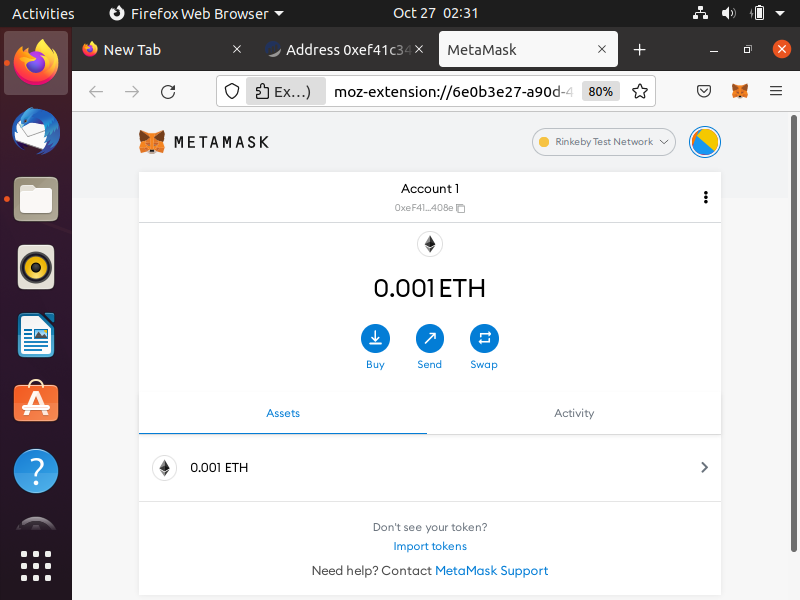 Activities
Firefox Web Browser
Oct 27 02:31
New Tab
Address 0xef41c34
MetaMask
Ex...)
moz-extension://6e0b3e27-a90d-4
80%
METAMASK
Rinkeby Test Network
Account 1
0xeF41...408e
0.001 ETH
Buy
Send
Swap
Assets
Activity
0.001 ETH
Don't see your token?
Import tokens
Need help? Contact MetaMask Support